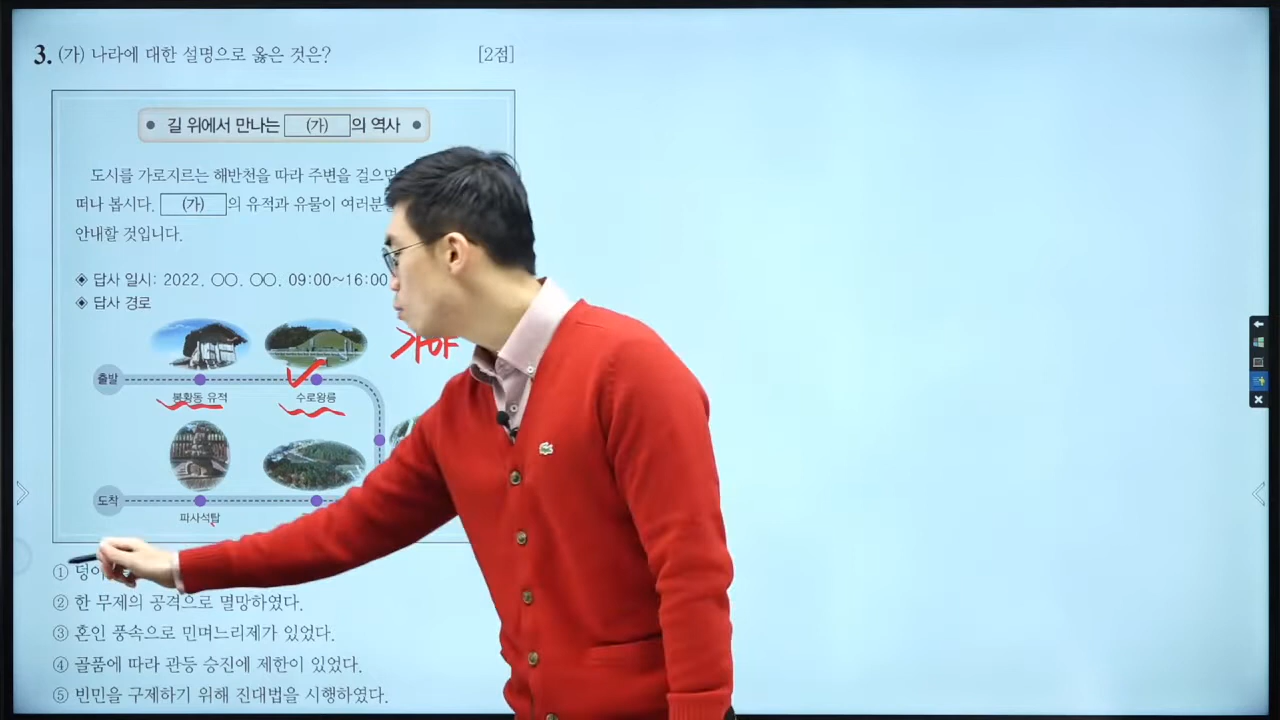 3. (가) 나라에 대한 설명으로 옳은 것은? [2점]
길 위에서 만나는 (가) 의 역사
도시를 가로지르는 해반천을 따라 주변을 걸으며
떠나 봅시다. (가) 의 유적과 유물이 여러분을
안내할 것입니다.
◈ 답사 일시: 2022. ○○. ○○. 09:00~16:00
◈ 답사 경로
가야
출발
봉황동 유적
수로왕릉
도착
파사석탑
①
② 한 무제의 공격으로 멸망하였다.
③ 혼인 풍속으로 민며느리제가 있었다.
④ 골품에 따라 관등 승진에 제한이 있었다.
⑤ 빈민을 구제하기 위해 진대법을 시행하였다.